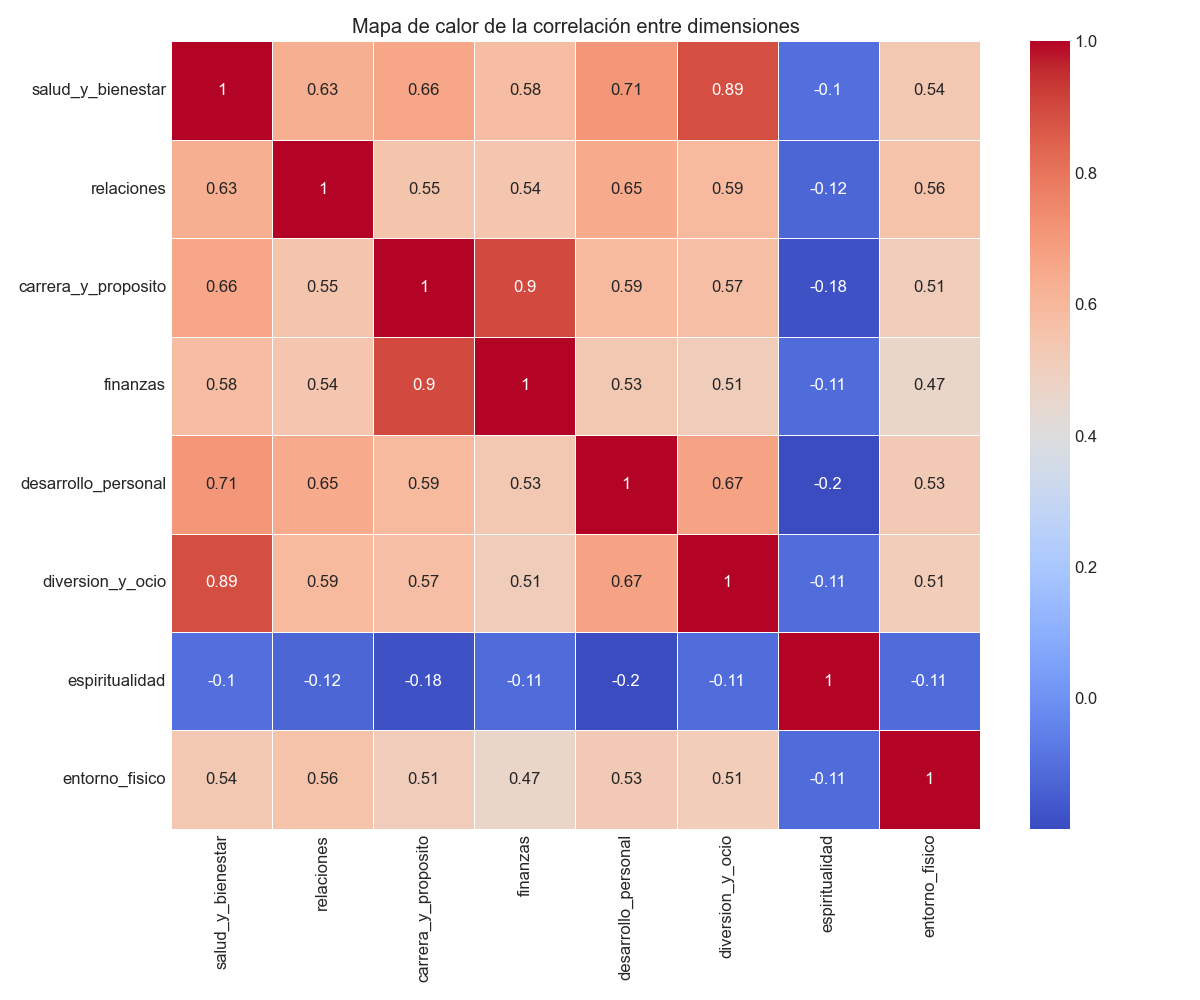 Mapa de calor de la correlación entre dimensiones
salud_y_bienestar 1 0.63 0.66 0.58 0.71 0.89 -0.1 0.54
relaciones 0.63 1 0.55 0.54 0.65 0.59 -0.12 0.56
carrera_y_proposito 0.66 0.55 1 0.9 0.59 0.57 -0.18 0.51
finanzas 0.58 0.54 0.9 1 0.53 0.51 -0.11 0.47
desarrollo_personal 0.71 0.65 0.59 0.53 1 0.67 -0.2 0.53
diversion_y_ocio 0.89 0.59 0.57 0.51 0.67 1 -0.11 0.51
espiritualidad -0.1 -0.12 -0.18 -0.11 -0.2 -0.11 1 -0.11
entorno_fisico 0.54 0.56 0.51 0.47 0.53 0.51 -0.11 1
salud_y_bienestar
relaciones
carrera_y_proposito
finanzas
desarrollo_personal
diversion_y_ocio
espiritualidad
entorno_fisico
1.0
0.8
0.6
0.4
0.2
0.0